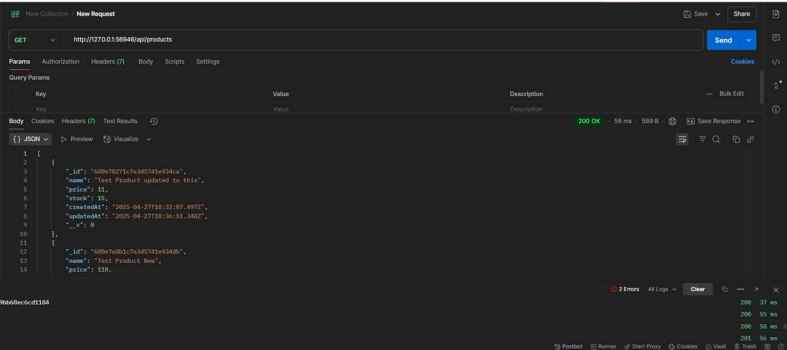 New Collection / New Request
Save
Share
GET
http://127.0.0.1:56946/api/products
Send
Params Authorization Headers (7) Body Scripts Settings
Cookies
Query Params
Key Value Description
Bulk Edit
Key Value Description
Body Cookies Headers (7) Test Results
200 OK · 56 ms · 589 B
Save Response
{ } JSON
Preview
Visualize
1 [
2 {
3 "_id": "680e78271c7e3d5741e934ca",
4 "name": "Test Product updated to this",
5 "price": 11,
6 "stock": 15,
7 "createdAt": "2025-04-27T18:32:07.497Z",
8 "updatedAt": "2025-04-27T18:36:51.348Z",
9 "__v": 0
10 },
11 {
12 "_id": "680e7a8b1c7e3d5741e934db",
13 "name": "Test Product New",
14 "price": 110,
2 Errors
All Logs
Clear
9bb68ec6cd1184
200 37 ms
200 55 ms
200 58 ms
201 56 ms
Postbot Runner Start Proxy Cookies Vault Trash